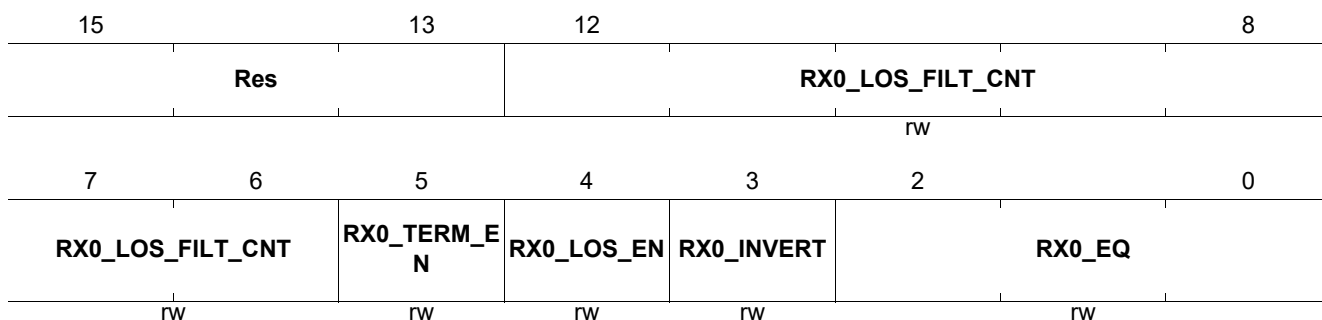 15 13 12 8
Res RX0_LOS_FILT_CNT
rw
7 6 5 4 3 2 0
RX0_LOS_FILT_CNT RX0_TERM_E
N RX0_LOS_EN RX0_INVERT RX0_EQ
rw rw rw rw rw